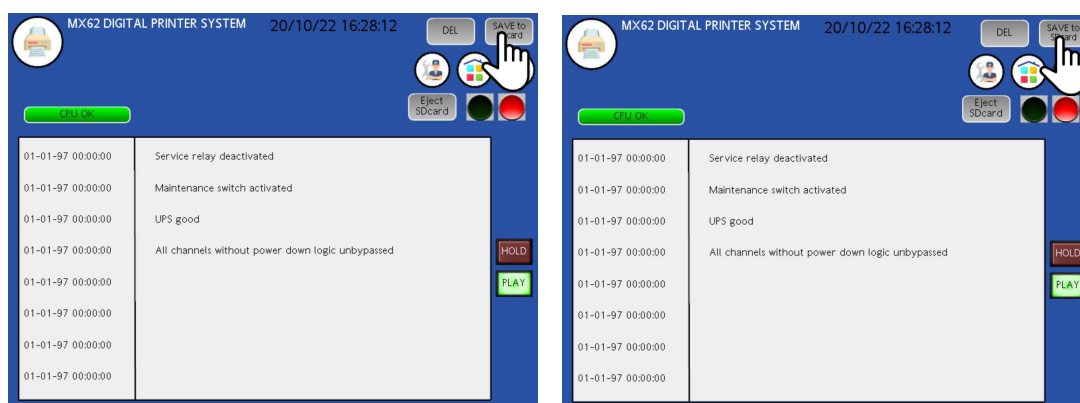 MX62 DIGITAL PRINTER SYSTEM 20/10/22 16:28:12 DEL SAVE to
Eject
SDcard
CPU OK
01-01-97 00:00:00 Service relay deactivated
01-01-97 00:00:00 Maintenance switch activated
01-01-97 00:00:00 UPS good
01-01-97 00:00:00 All channels without power down logic unbypassed
HOLD
01-01-97 00:00:00
PLAY
01-01-97 00:00:00
01-01-97 00:00:00
01-01-97 00:00:00
MX62 DIGITAL PRINTER SYSTEM 20/10/22 16:28:12 DEL SAVE to
Eject
SDcard
CPU OK
01-01-97 00:00:00 Service relay deactivated
01-01-97 00:00:00 Maintenance switch activated
01-01-97 00:00:00 UPS good
01-01-97 00:00:00 All channels without power down logic unbypassed
HOLD
01-01-97 00:00:00
PLAY
01-01-97 00:00:00
01-01-97 00:00:00
01-01-97 00:00:00